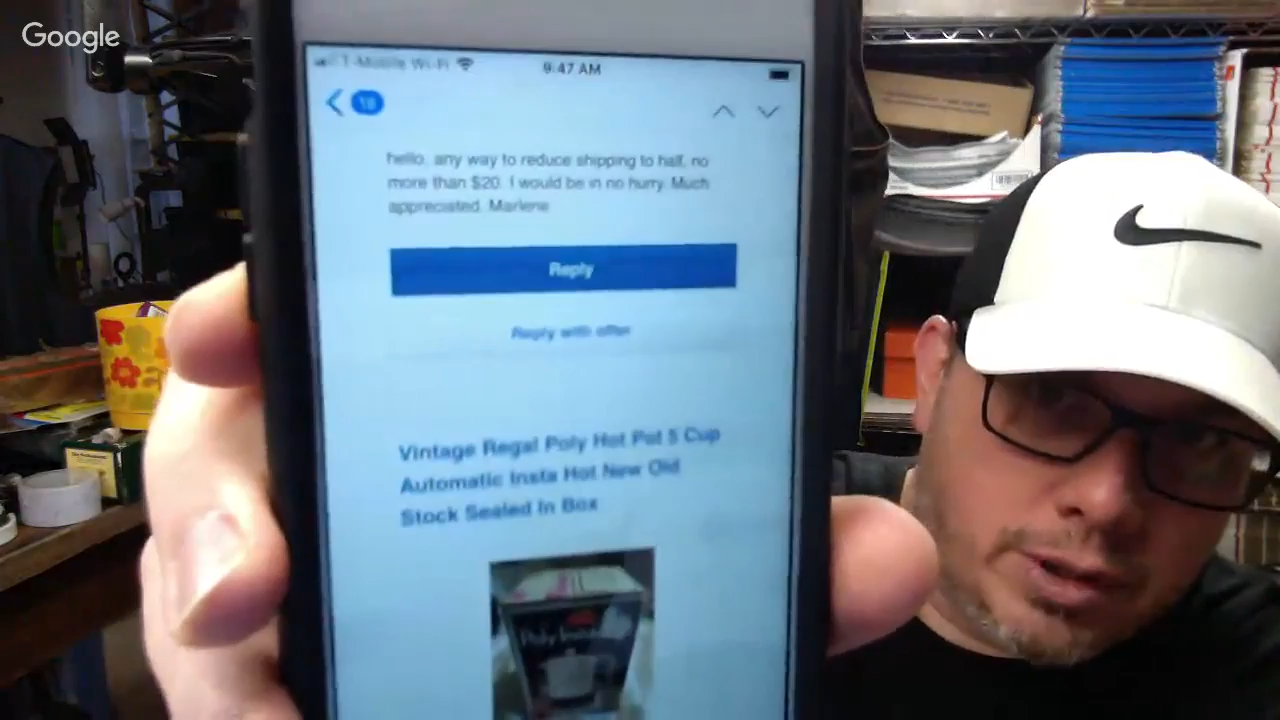 Google
T-Mobile Wi-Fi
9:47 AM
18
hello. any way to reduce shipping to half, no
more than $20. I would be in no hurry. Much
appreciated. Marlene
Reply
Reply with offer
Vintage Regal Poly Hot Pot 5 Cup
Automatic Insta Hot New Old
Stock Sealed In Box
Poly